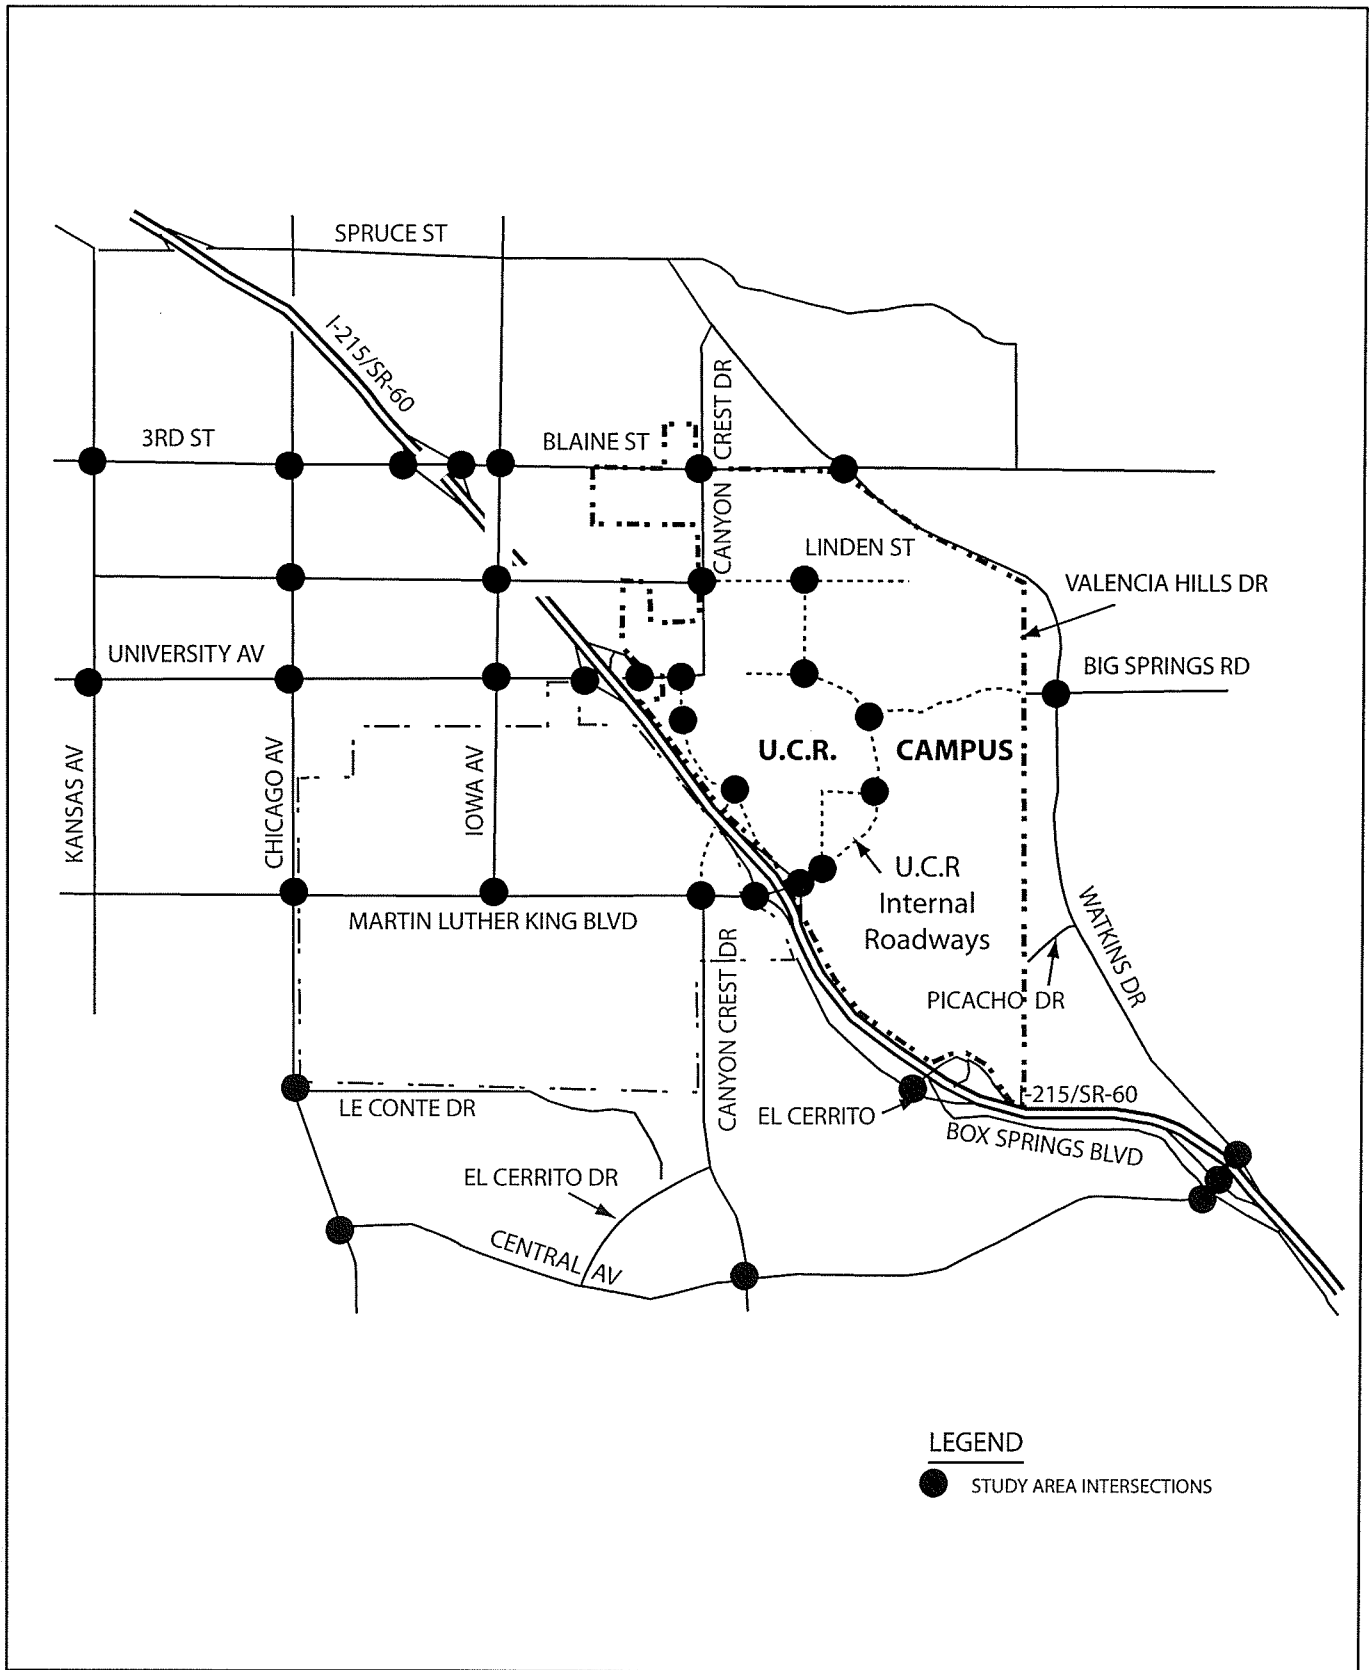 SPRUCE ST
I-215/SR-60
3RD ST
BLAINE ST
CANYON CREST DR
LINDEN ST
VALENCIA HILLS DR
UNIVERSITY AV
BIG SPRINGS RD
KANSAS AV
CHICAGO AV
IOWA AV
U.C.R. CAMPUS
U.C.R
Internal
Roadways
MARTIN LUTHER KING BLVD
WATKINS DR
CANYON CREST DR
PICACHO DR
LE CONTE DR
EL CERRITO
I-215/SR-60
BOX SPRINGS BLVD
EL CERRITO DR
CENTRAL AV
LEGEND
STUDY AREA INTERSECTIONS